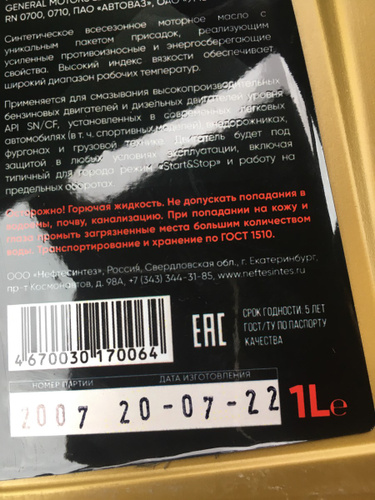 GENERAL MOTORS
RN 0700, 0710, ПАО «АВТОВАЗ»,
Синтетическое всесезонное моторное масло с
уникальным пакетом присадок, реализующим
усиленные противоизносные и энергосберегающие
свойства. Высокий индекс вязкости обеспечивает
широкий диапазон рабочих температур.
Применяется для смазывания высокопроизводительных
бензиновых двигателей и дизельных двигателей уровня
API SN/CF, установленных в современных легковых
автомобилях (в т. ч. спортивных моделях), внедорожниках,
фургонах и грузовой технике. Двигатель будет под
защитой в любых условиях эксплуатации, включая
типичный для города режим «Start&Stop» и работу на
предельных оборотах.
Осторожно! Горючая жидкость. Не допускать попадания в
водоёмы, почву, канализацию. При попадании на кожу и
глаза промыть загрязненные места большим количеством
воды. Транспортирование и хранение по ГОСТ 1510.
ООО «Нефтесинтез», Россия, Свердловская обл., г. Екатеринбург,
пр-т Космонавтов, д. 98А, +7 (343) 344-31-85, www.neftesintes.ru
EAC
СРОК ГОДНОСТИ: 5 ЛЕТ
ГОСТ/ТУ ПО ПАСПОРТУ
КАЧЕСТВА
4 670030 170064
НОМЕР ПАРТИИ
ДАТА ИЗГОТОВЛЕНИЯ
2007 20-07-22
1Le